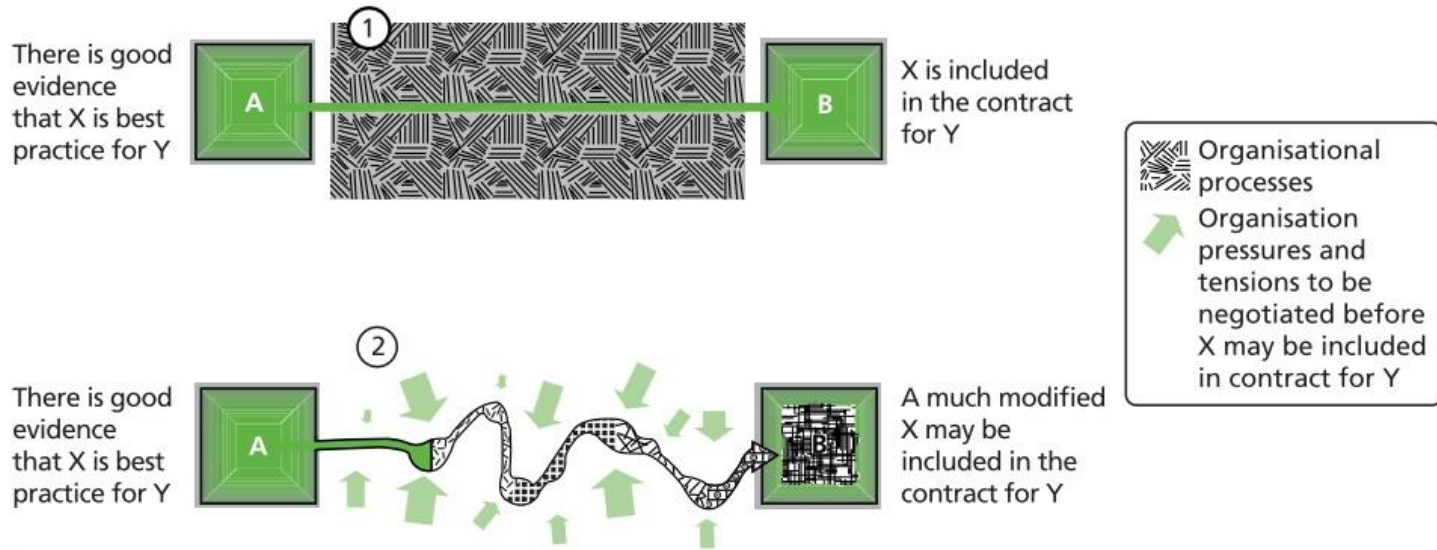 1
There is good
evidence
that X is best
practice for Y
A
B
X is included
in the contract
for Y
Organisational
processes
Organisation
pressures and
tensions to be
negotiated before
X may be included
in contract for Y
2
There is good
evidence
that X is best
practice for Y
A
B
A much modified
X may be
included in the
contract for Y